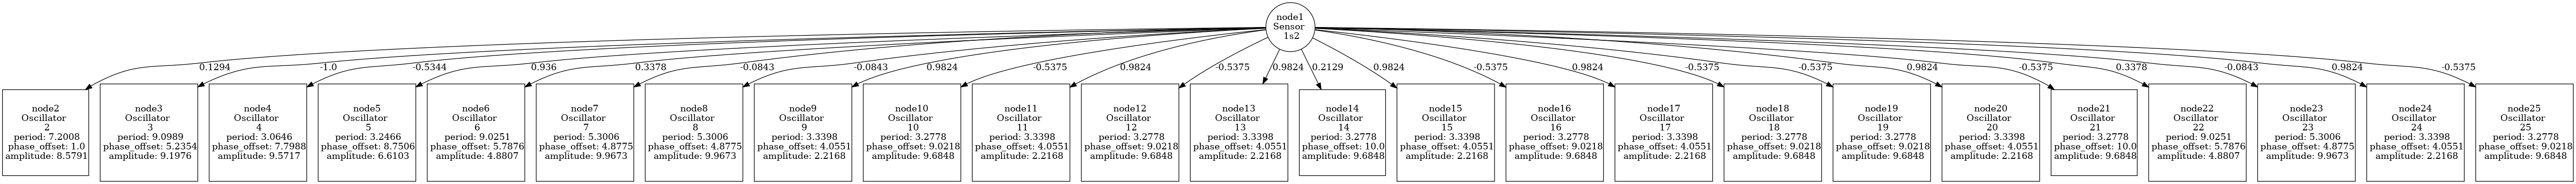 node1
Sensor
1s2
0.1294
-1.0
-0.5344
0.936
0.3378
-0.0843
-0.0843
0.9824
-0.5375
0.9824
-0.5375
0.9824
0.2129
0.9824
-0.5375
0.9824
-0.5375
-0.5375
0.9824
-0.5375
0.3378
-0.0843
0.9824
-0.5375
node2
Oscillator
2
period: 7.2008
phase_offset: 1.0
amplitude: 8.5791
node3
Oscillator
3
period: 9.0989
phase_offset: 5.2354
amplitude: 9.1976
node4
Oscillator
4
period: 3.0646
phase_offset: 7.7988
amplitude: 9.5717
node5
Oscillator
5
period: 3.2466
phase_offset: 8.7506
amplitude: 6.6103
node6
Oscillator
6
period: 9.0251
phase_offset: 5.7876
amplitude: 4.8807
node7
Oscillator
7
period: 5.3006
phase_offset: 4.8775
amplitude: 9.9673
node8
Oscillator
8
period: 5.3006
phase_offset: 4.8775
amplitude: 9.9673
node9
Oscillator
9
period: 3.3398
phase_offset: 4.0551
amplitude: 2.2168
node10
Oscillator
10
period: 3.2778
phase_offset: 9.0218
amplitude: 9.6848
node11
Oscillator
11
period: 3.3398
phase_offset: 4.0551
amplitude: 2.2168
node12
Oscillator
12
period: 3.2778
phase_offset: 9.0218
amplitude: 9.6848
node13
Oscillator
13
period: 3.3398
phase_offset: 4.0551
amplitude: 2.2168
node14
Oscillator
14
period: 3.2778
phase_offset: 10.0
amplitude: 9.6848
node15
Oscillator
15
period: 3.3398
phase_offset: 4.0551
amplitude: 2.2168
node16
Oscillator
16
period: 3.2778
phase_offset: 9.0218
amplitude: 9.6848
node17
Oscillator
17
period: 3.3398
phase_offset: 4.0551
amplitude: 2.2168
node18
Oscillator
18
period: 3.2778
phase_offset: 9.0218
amplitude: 9.6848
node19
Oscillator
19
period: 3.2778
phase_offset: 9.0218
amplitude: 9.6848
node20
Oscillator
20
period: 3.3398
phase_offset: 4.0551
amplitude: 2.2168
node21
Oscillator
21
period: 3.2778
phase_offset: 10.0
amplitude: 9.6848
node22
Oscillator
22
period: 9.0251
phase_offset: 5.7876
amplitude: 4.8807
node23
Oscillator
23
period: 5.3006
phase_offset: 4.8775
amplitude: 9.9673
node24
Oscillator
24
period: 3.3398
phase_offset: 4.0551
amplitude: 2.2168
node25
Oscillator
25
period: 3.2778
phase_offset: 9.0218
amplitude: 9.6848